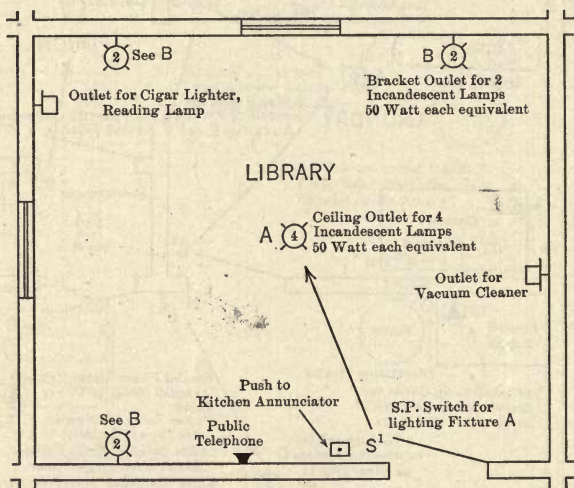 2 See B
B 2
Bracket Outlet for 2
Incandescent Lamps
50 Watt each equivalent
Outlet for Cigar Lighter,
Reading Lamp
LIBRARY
A 4
Ceiling Outlet for 4
Incandescent Lamps
50 Watt each equivalent
Outlet for
Vacuum Cleaner
Push to
Kitchen Annunciator
S.P. Switch for
lighting Fixture A
See B
2
Public
Telephone
S¹